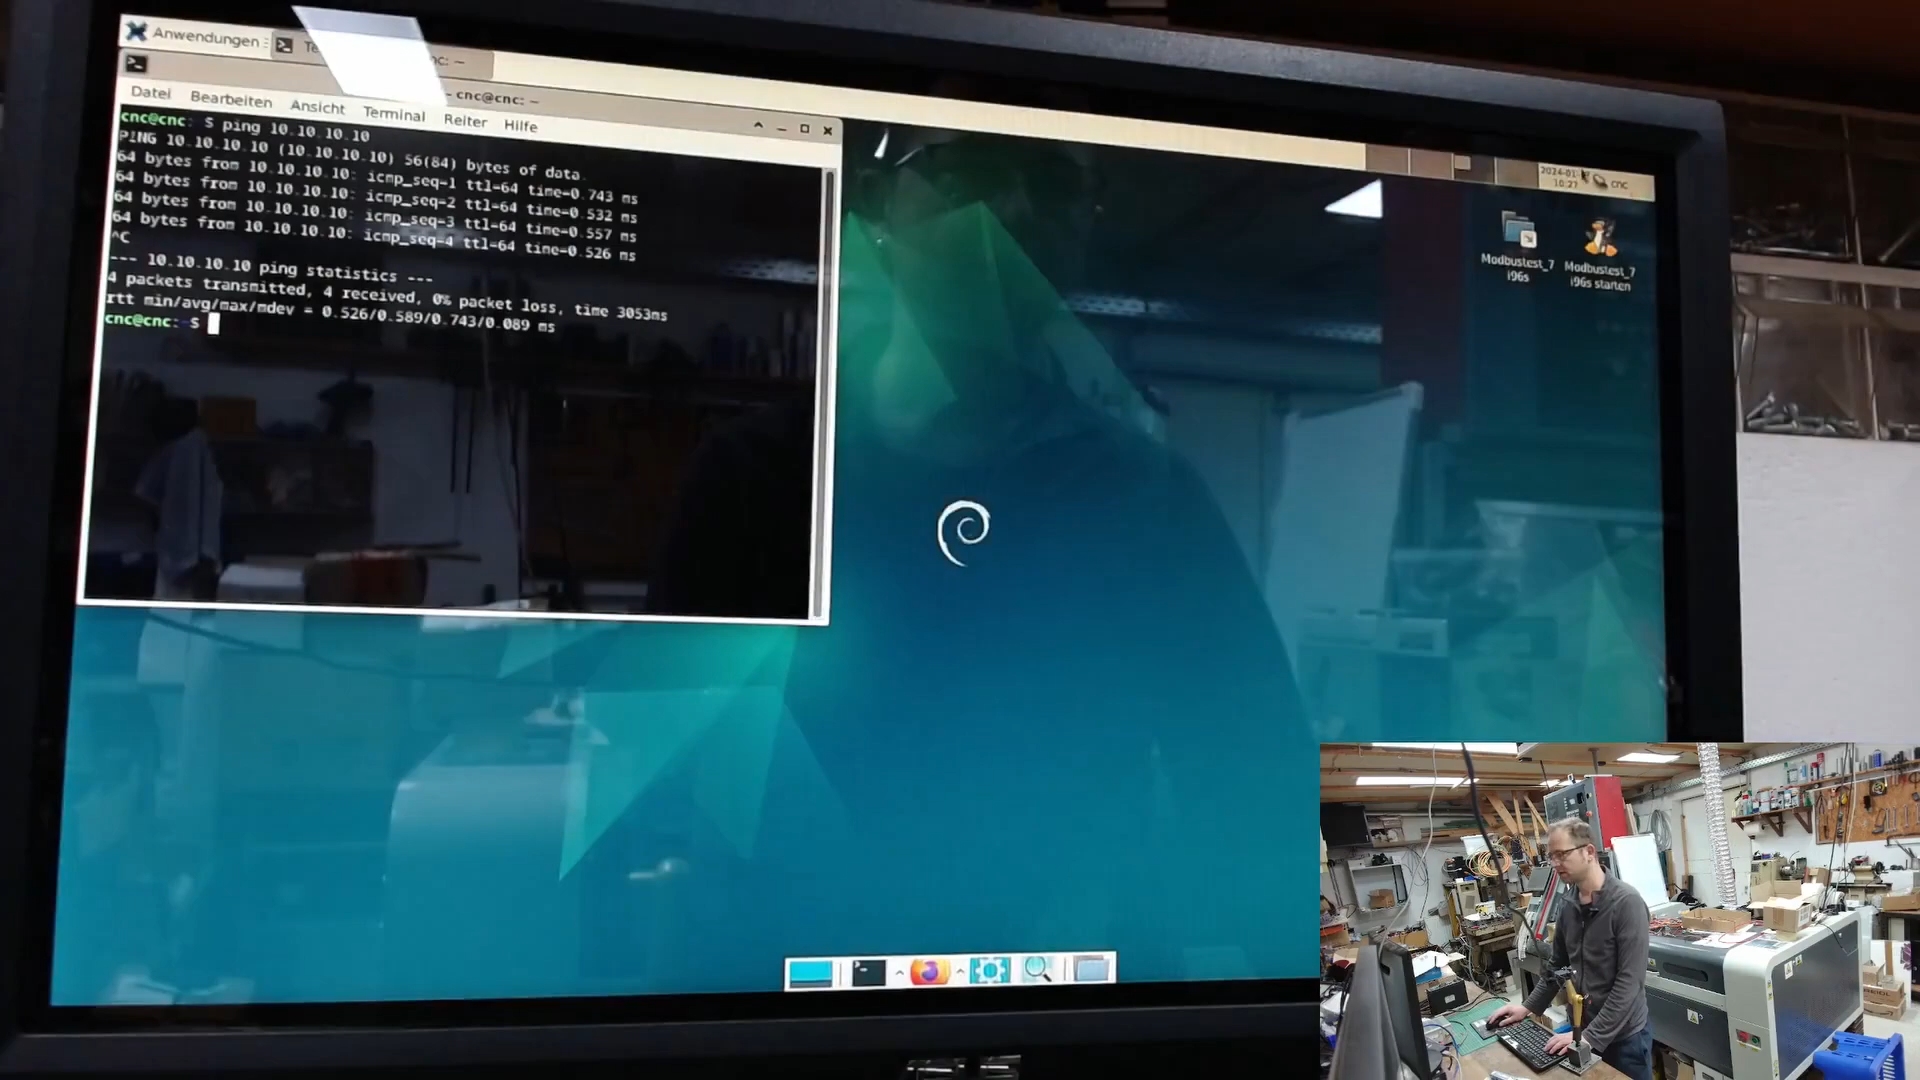 Anwendungen
cnc@cnc: ~
Datei Bearbeiten Ansicht Terminal Reiter Hilfe
cnc@cnc: $ ping 10.10.10.10
PING 10.10.10.10 (10.10.10.10) 56(84) bytes of data.
64 bytes from 10.10.10.10: icmp_seq=1 ttl=64 time=0.743 ms
64 bytes from 10.10.10.10: icmp_seq=2 ttl=64 time=0.532 ms
64 bytes from 10.10.10.10: icmp_seq=3 ttl=64 time=0.557 ms
64 bytes from 10.10.10.10: icmp_seq=4 ttl=64 time=0.526 ms
^C
--- 10.10.10.10 ping statistics ---
4 packets transmitted, 4 received, 0% packet loss, time 3053ms
rtt min/avg/max/mdev = 0.526/0.589/0.743/0.089 ms
cnc@cnc:~$
2024-01-
10:27
cnc
Modbustest_7
i96s
Modbustest_7
i96s starten